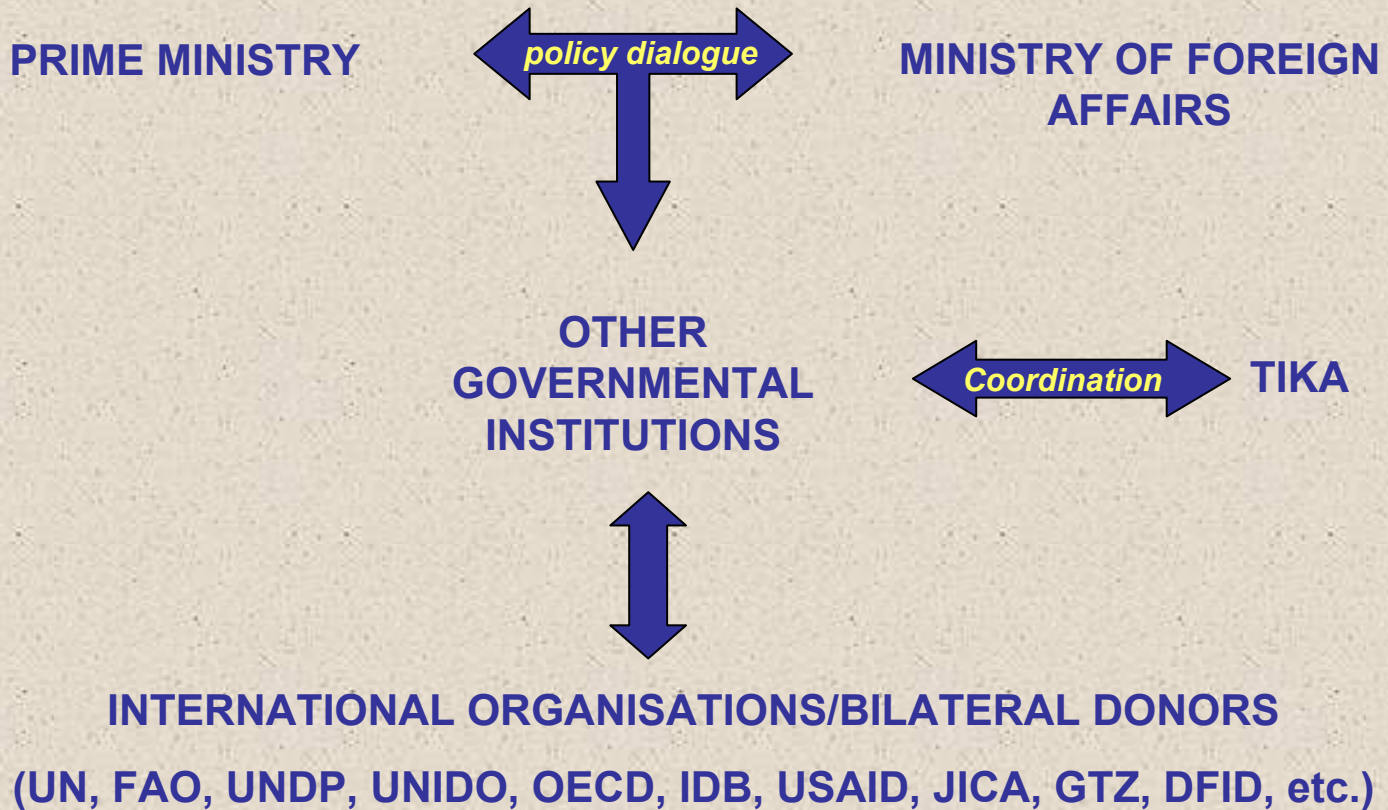 PRIME MINISTRY
policy dialogue
MINISTRY OF FOREIGN
AFFAIRS
OTHER
GOVERNMENTAL
INSTITUTIONS
Coordination
TIKA
INTERNATIONAL ORGANISATIONS/BILATERAL DONORS
(UN, FAO, UNDP, UNIDO, OECD, IDB, USAID, JICA, GTZ, DFID, etc.)